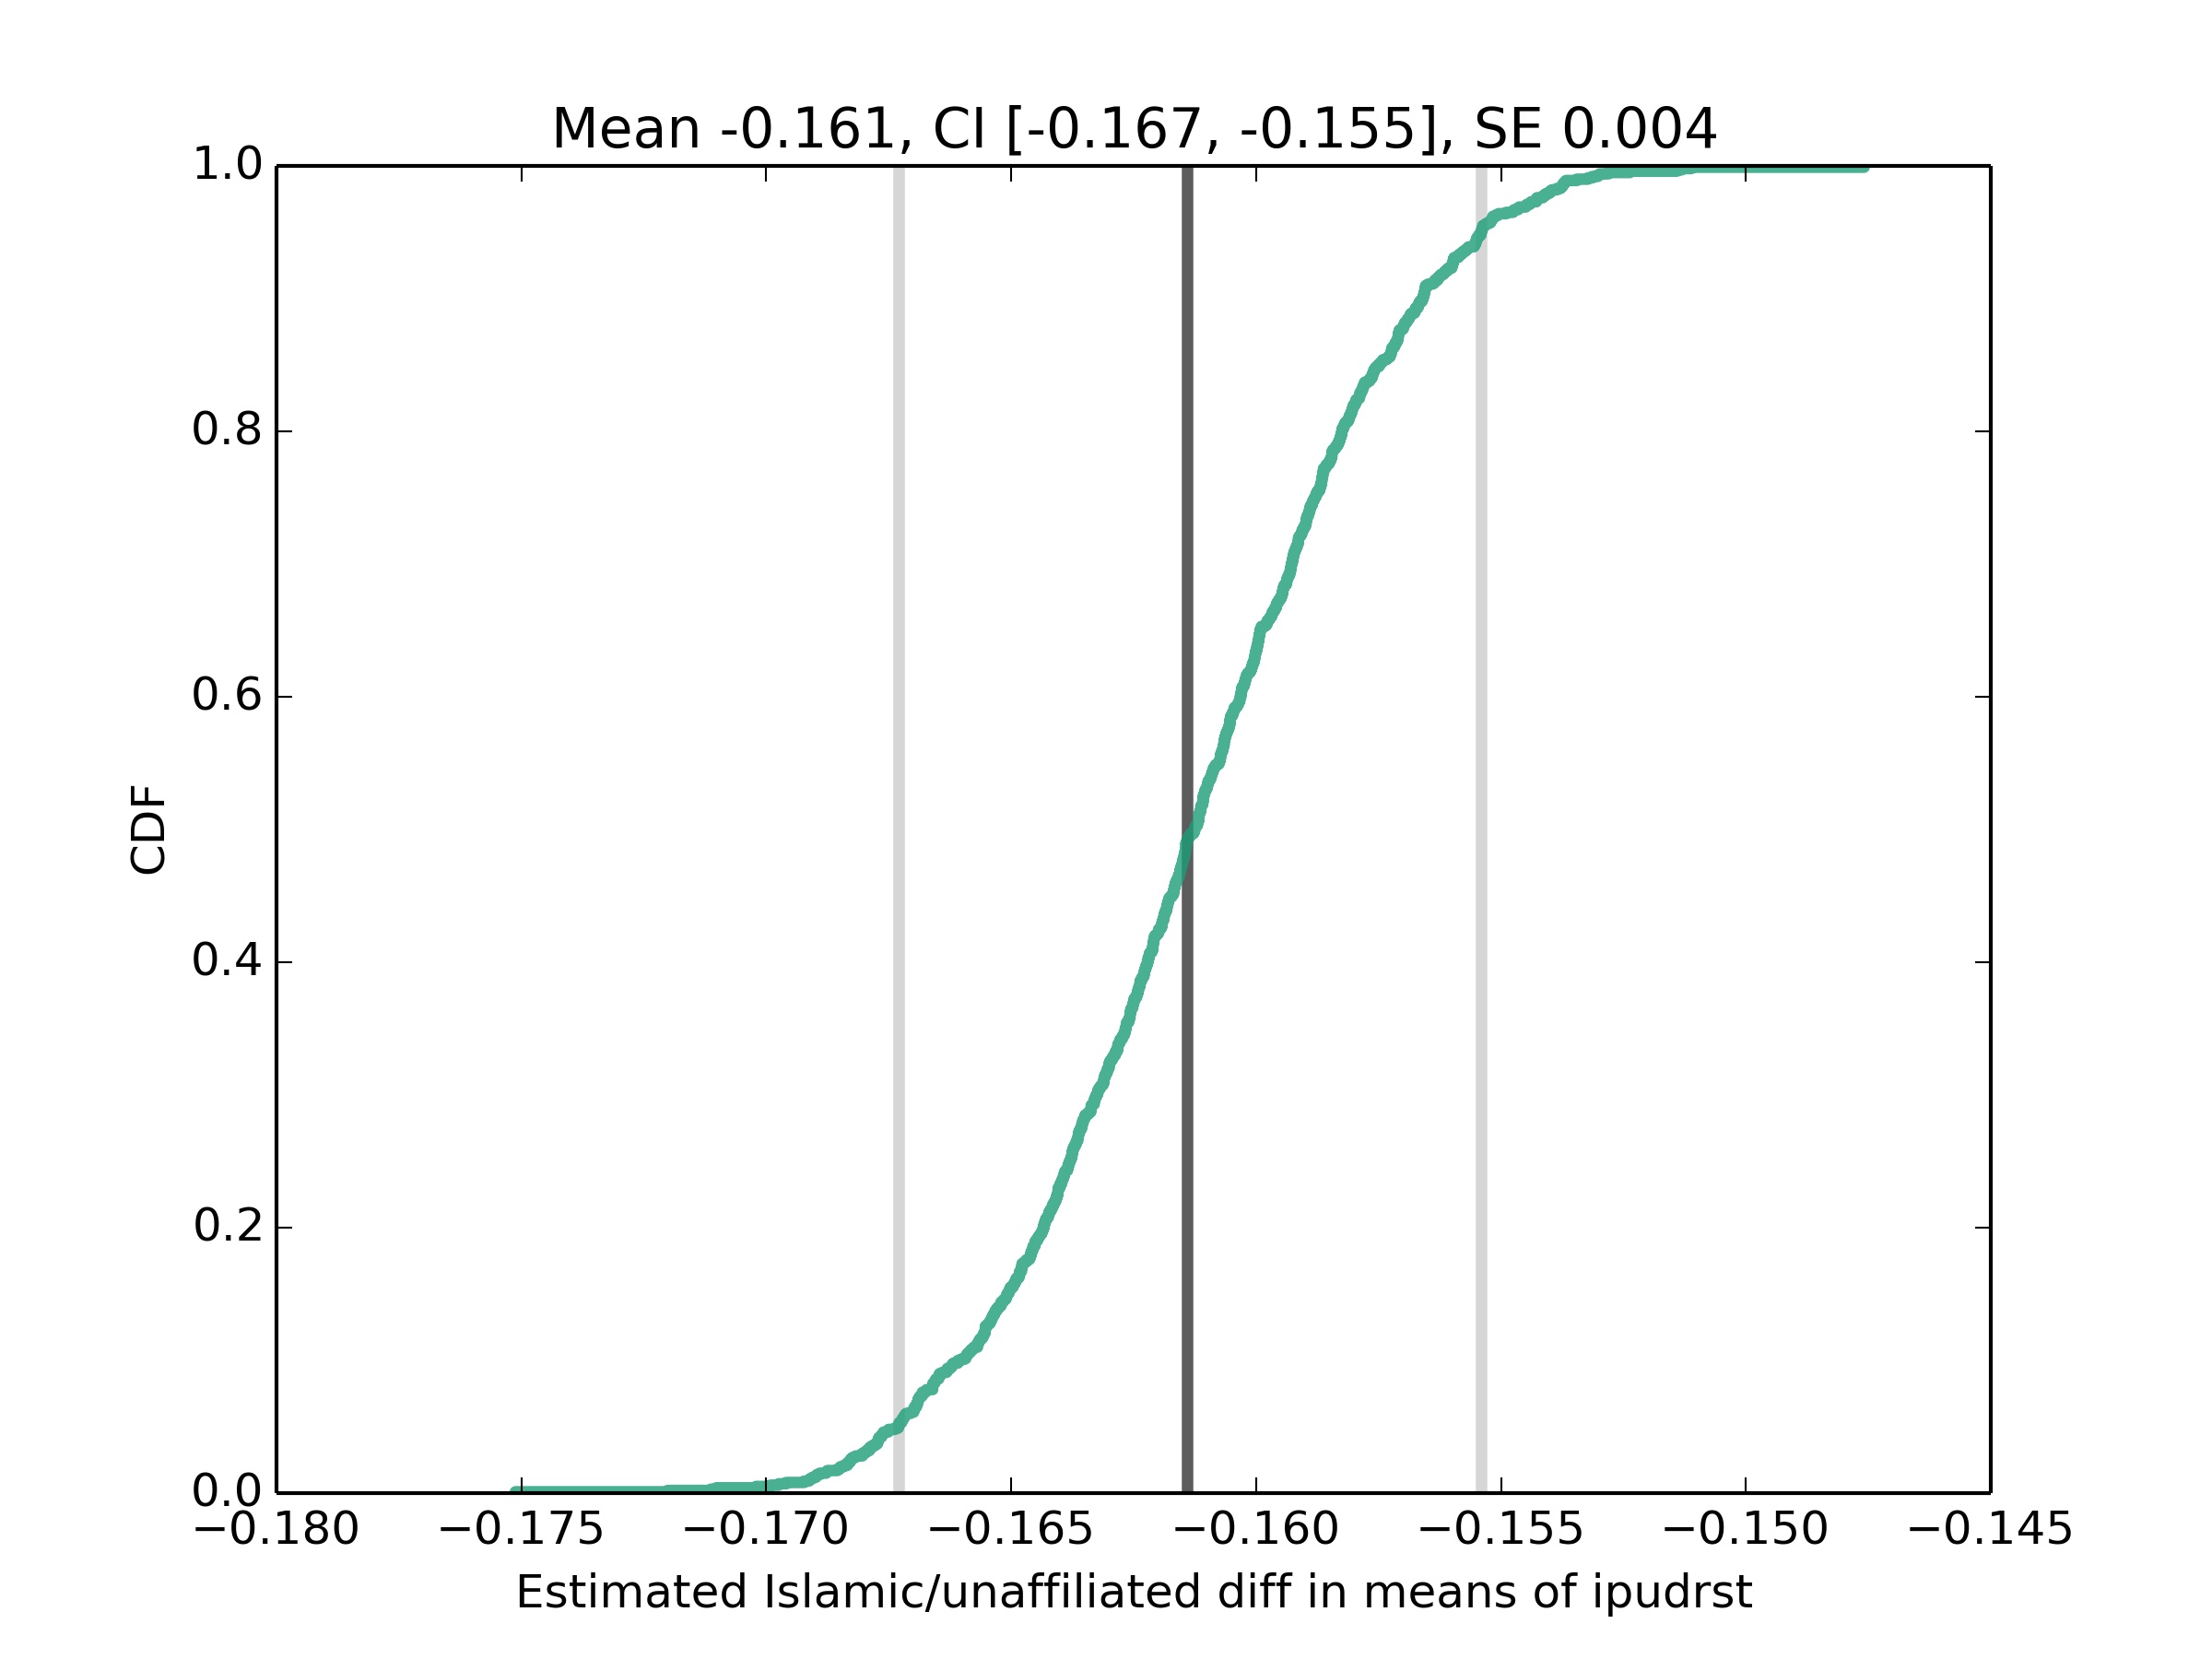 Mean -0.161, CI [-0.167, -0.155], SE 0.004
1.0
0.8
0.6
0.4
0.2
0.0
CDF
−0.180 −0.175 −0.170 −0.165 −0.160 −0.155 −0.150 −0.145
Estimated Islamic/unaffiliated diff in means of ipudrst